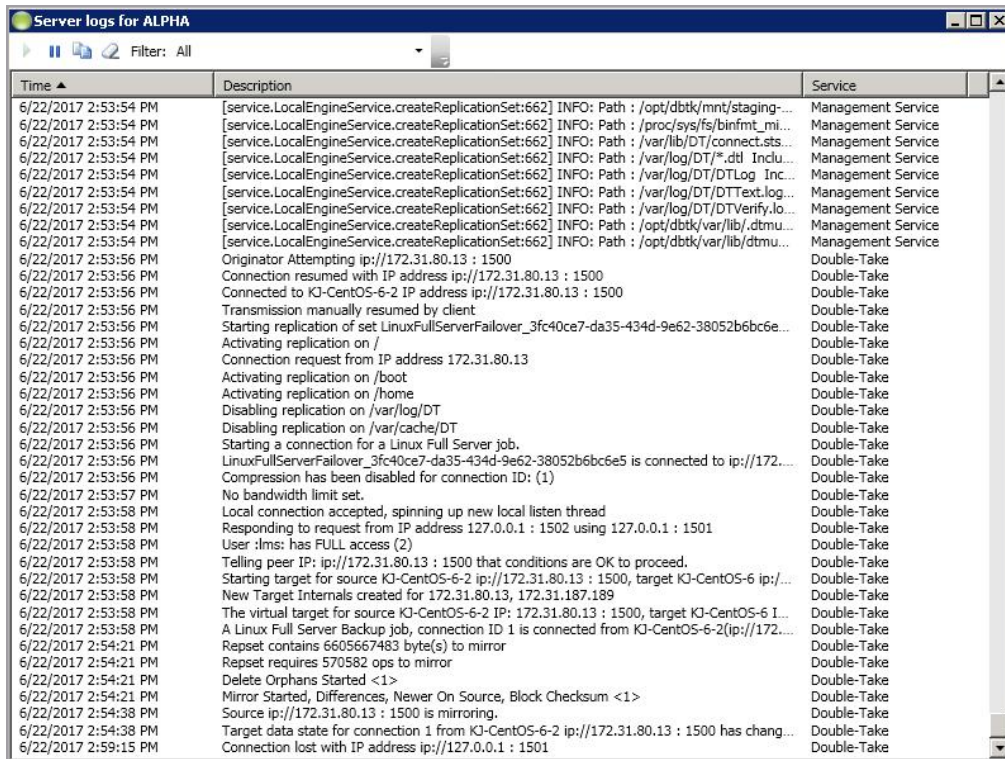 Server logs for ALPHA
Filter: All
Time Description Service
6/22/2017 2:53:54 PM [service.LocalEngineService.createReplicationSet:662] INFO: Path : /opt/dbtk/mnt/staging-... Management Service
6/22/2017 2:53:54 PM [service.LocalEngineService.createReplicationSet:662] INFO: Path : /proc/sys/fs/binfmt_mi... Management Service
6/22/2017 2:53:54 PM [service.LocalEngineService.createReplicationSet:662] INFO: Path : /var/lib/DT/connect.sts... Management Service
6/22/2017 2:53:54 PM [service.LocalEngineService.createReplicationSet:662] INFO: Path : /var/log/DT/*.dtl Inclu... Management Service
6/22/2017 2:53:54 PM [service.LocalEngineService.createReplicationSet:662] INFO: Path : /var/log/DT/DTLog Inc... Management Service
6/22/2017 2:53:54 PM [service.LocalEngineService.createReplicationSet:662] INFO: Path : /var/log/DT/DTText.log... Management Service
6/22/2017 2:53:54 PM [service.LocalEngineService.createReplicationSet:662] INFO: Path : /var/log/DT/DTVerify.lo... Management Service
6/22/2017 2:53:54 PM [service.LocalEngineService.createReplicationSet:662] INFO: Path : /opt/dbtk/var/lib/.dtmu... Management Service
6/22/2017 2:53:54 PM [service.LocalEngineService.createReplicationSet:662] INFO: Path : /opt/dbtk/var/lib/dtmu... Management Service
6/22/2017 2:53:56 PM Originator Attempting ip://172.31.80.13 : 1500 Double-Take
6/22/2017 2:53:56 PM Connection resumed with IP address ip://172.31.80.13 : 1500 Double-Take
6/22/2017 2:53:56 PM Connected to KJ-CentOS-6-2 IP address ip://172.31.80.13 : 1500 Double-Take
6/22/2017 2:53:56 PM Transmission manually resumed by client Double-Take
6/22/2017 2:53:56 PM Starting replication of set LinuxFullServerFailover_3fc40ce7-da35-434d-9e62-38052b6bc6e... Double-Take
6/22/2017 2:53:56 PM Activating replication on / Double-Take
6/22/2017 2:53:56 PM Connection request from IP address 172.31.80.13 Double-Take
6/22/2017 2:53:56 PM Activating replication on /boot Double-Take
6/22/2017 2:53:56 PM Activating replication on /home Double-Take
6/22/2017 2:53:56 PM Disabling replication on /var/log/DT Double-Take
6/22/2017 2:53:56 PM Disabling replication on /var/cache/DT Double-Take
6/22/2017 2:53:56 PM Starting a connection for a Linux Full Server job. Double-Take
6/22/2017 2:53:56 PM LinuxFullServerFailover_3fc40ce7-da35-434d-9e62-38052b6bc6e5 is connected to ip://172.... Double-Take
6/22/2017 2:53:56 PM Compression has been disabled for connection ID: (1) Double-Take
6/22/2017 2:53:57 PM No bandwidth limit set. Double-Take
6/22/2017 2:53:58 PM Local connection accepted, spinning up new local listen thread Double-Take
6/22/2017 2:53:58 PM Responding to request from IP address 127.0.0.1 : 1502 using 127.0.0.1 : 1501 Double-Take
6/22/2017 2:53:58 PM User :lms: has FULL access (2) Double-Take
6/22/2017 2:53:58 PM Telling peer IP: ip://172.31.80.13 : 1500 that conditions are OK to proceed. Double-Take
6/22/2017 2:53:58 PM Starting target for source KJ-CentOS-6-2 ip://172.31.80.13 : 1500, target KJ-CentOS-6 ip:/... Double-Take
6/22/2017 2:53:58 PM New Target Internals created for 172.31.80.13, 172.31.187.189 Double-Take
6/22/2017 2:53:58 PM The virtual target for source KJ-CentOS-6-2 IP: 172.31.80.13 : 1500, target KJ-CentOS-6 I... Double-Take
6/22/2017 2:53:58 PM A Linux Full Server Backup job, connection ID 1 is connected from KJ-CentOS-6-2(ip://172.... Double-Take
6/22/2017 2:54:21 PM Repset contains 6605667483 byte(s) to mirror Double-Take
6/22/2017 2:54:21 PM Repset requires 570582 ops to mirror Double-Take
6/22/2017 2:54:21 PM Delete Orphans Started <1> Double-Take
6/22/2017 2:54:21 PM Mirror Started, Differences, Newer On Source, Block Checksum <1> Double-Take
6/22/2017 2:54:38 PM Source ip://172.31.80.13 : 1500 is mirroring. Double-Take
6/22/2017 2:54:38 PM Target data state for connection 1 from KJ-CentOS-6-2 ip://172.31.80.13 : 1500 has chang... Double-Take
6/22/2017 2:59:15 PM Connection lost with IP address ip://127.0.0.1 : 1501 Double-Take